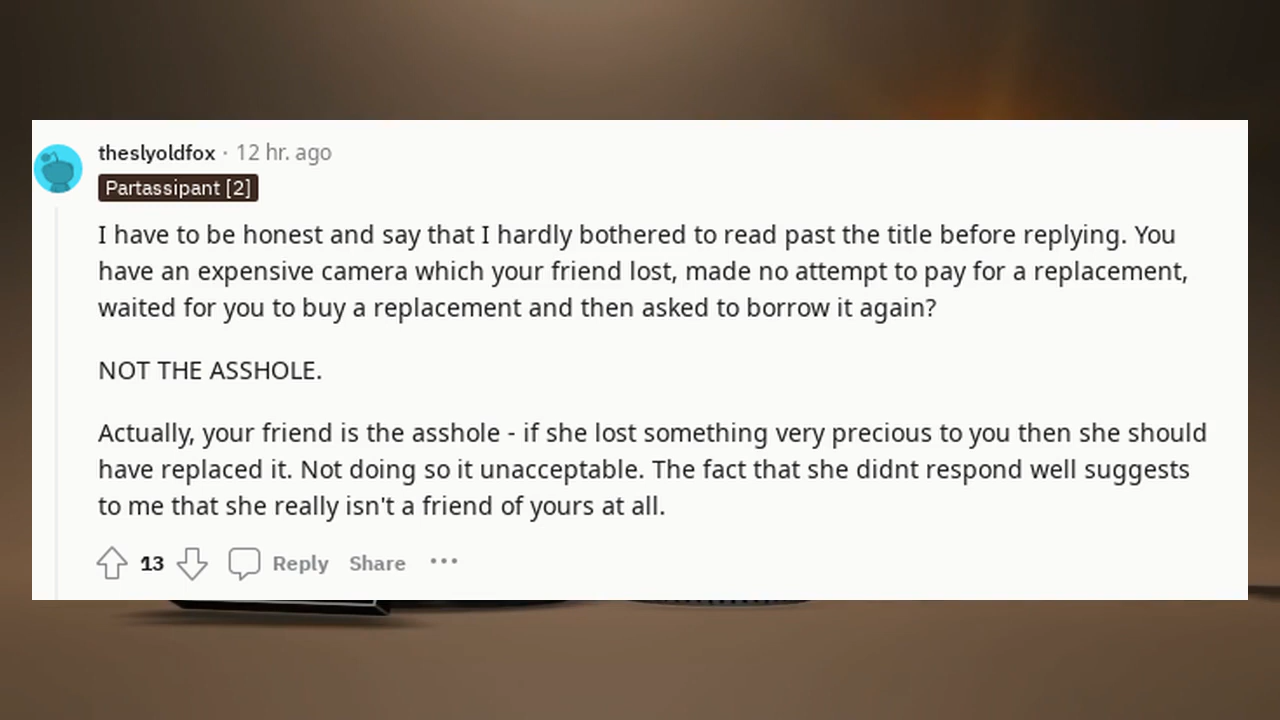 theslyoldfox · 12 hr. ago
Partassipant [2]
I have to be honest and say that I hardly bothered to read past the title before replying. You
have an expensive camera which your friend lost, made no attempt to pay for a replacement,
waited for you to buy a replacement and then asked to borrow it again?
NOT THE ASSHOLE.
Actually, your friend is the asshole - if she lost something very precious to you then she should
have replaced it. Not doing so it unacceptable. The fact that she didnt respond well suggests
to me that she really isn't a friend of yours at all.
13 Reply Share •••